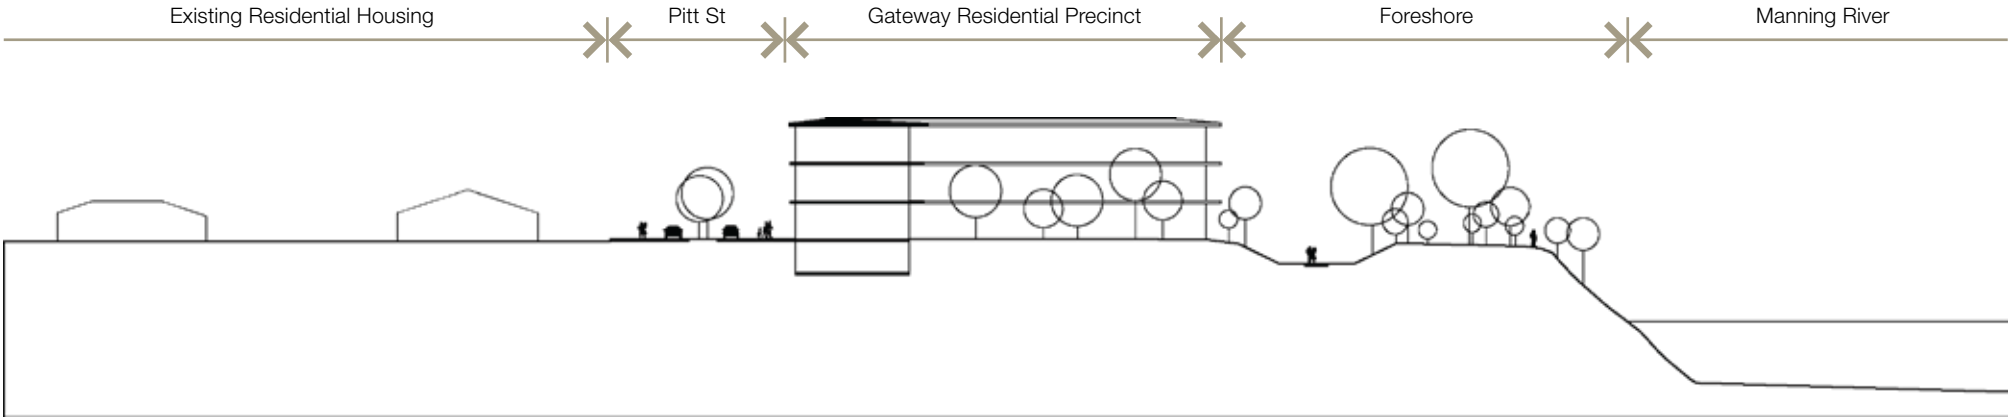 Existing Residential Housing
Pitt St
Gateway Residential Precinct
Foreshore
Manning River